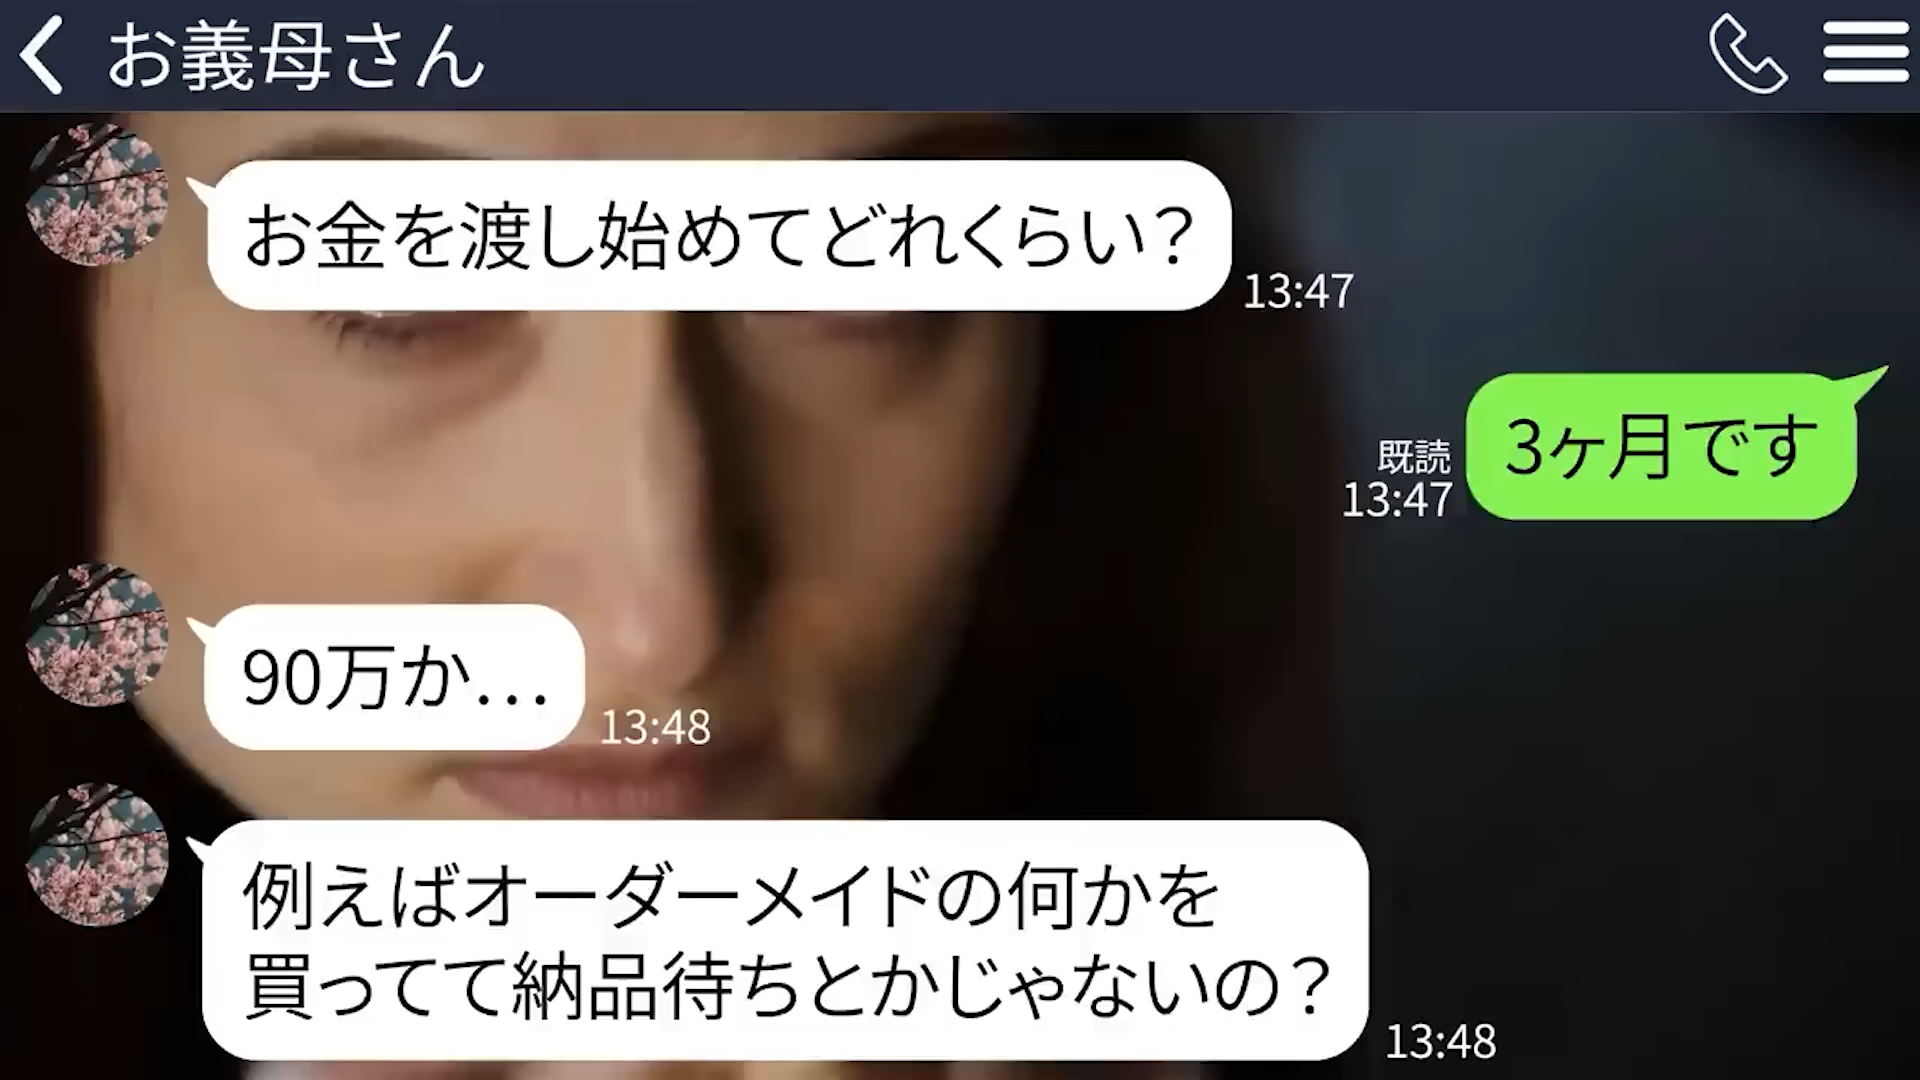 お義母さん
お金を渡し始めてどれくらい？
13:47
3ヶ月です
既読
13:47
90万か…
13:48
例えばオーダーメイドの何かを
買ってて納品待ちとかじゃないの？
13:48